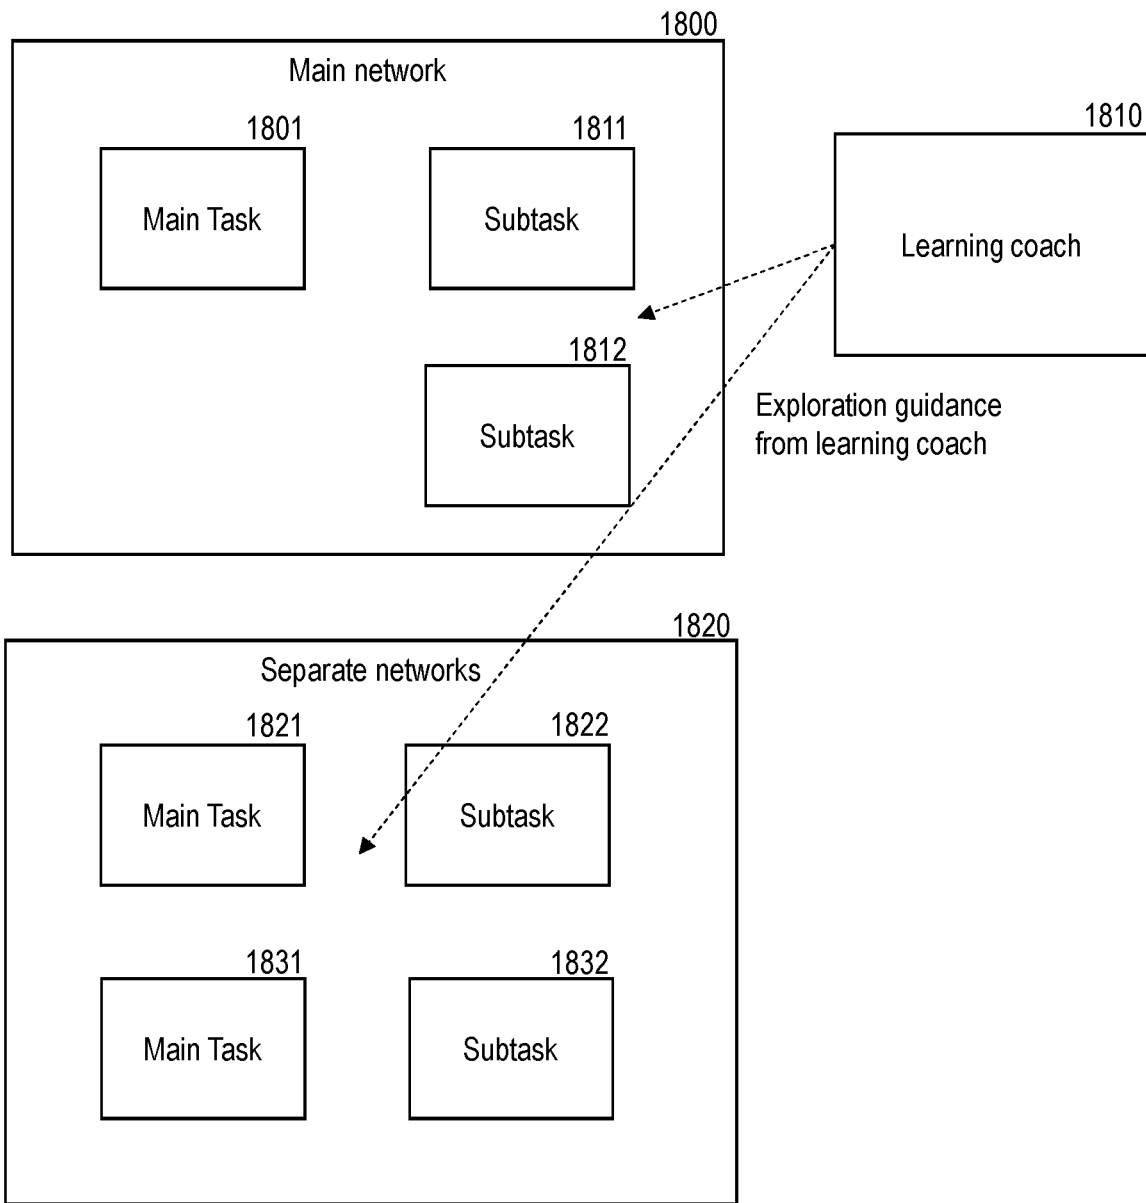 1800
Main network
1801
Main Task
1811
Subtask
1812
Subtask
1810
Learning coach
Exploration guidance
from learning coach
1820
Separate networks
1821
Main Task
1822
Subtask
1831
Main Task
1832
Subtask